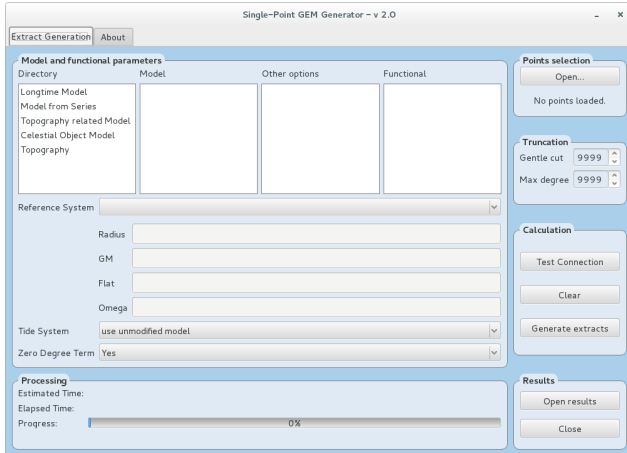 Single-Point GEM Generator - v 2.0
Extract Generation About
Model and functional parameters
Directory Model Other options Functional
Longtime Model
Model from Series
Topography related Model
Celestial Object Model
Topography
Reference System
Radius
GM
Flat
Omega
Tide System use unmodified model
Zero Degree Term Yes
Points selection
Open...
No points loaded.
Truncation
Gentle cut 9999
Max degree 9999
Calculation
Test Connection
Clear
Generate extracts
Processing
Estimated Time:
Elapsed Time:
Progress: 0%
Results
Open results
Close